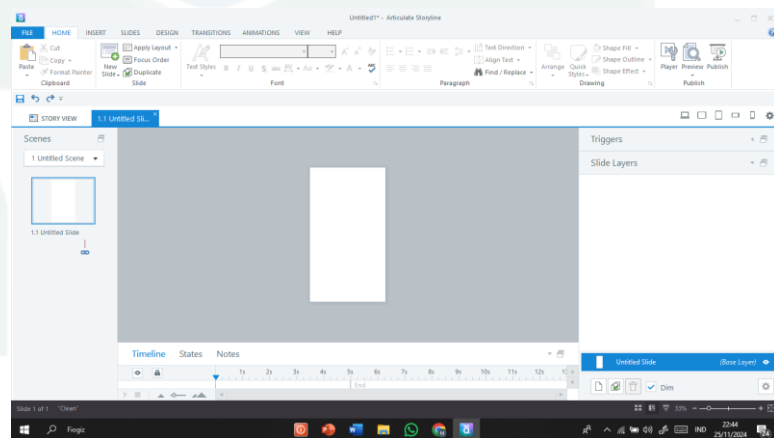 Untitled1* - Articulate Storyline
FILE HOME INSERT SLIDES DESIGN TRANSITIONS ANIMATIONS VIEW HELP
Paste
Cut
Copy
Format Painter
Clipboard
New Slide
Apply Layout
Focus Order
Duplicate
Slide
Text Styles
B I U S abc Aa A
Font
Text Direction
Align Text
Find / Replace
Paragraph
Arrange
Quick Styles
Shape Fill
Shape Outline
Shape Effect
Drawing
Player Preview Publish
Publish
STORY VIEW
1.1 Untitled Sli...
Scenes
1 Untitled Scene
1.1 Untitled Slide
Triggers
Slide Layers
Timeline States Notes
1s 2s 3s 4s 5s 6s 7s 8s 9s 10s 11s 12s
End
Untitled Slide (Base Layer)
Dim
Slide 1 of 1 "Clean"
33%
Fiogiz
IND
22:44
25/11/2024
24